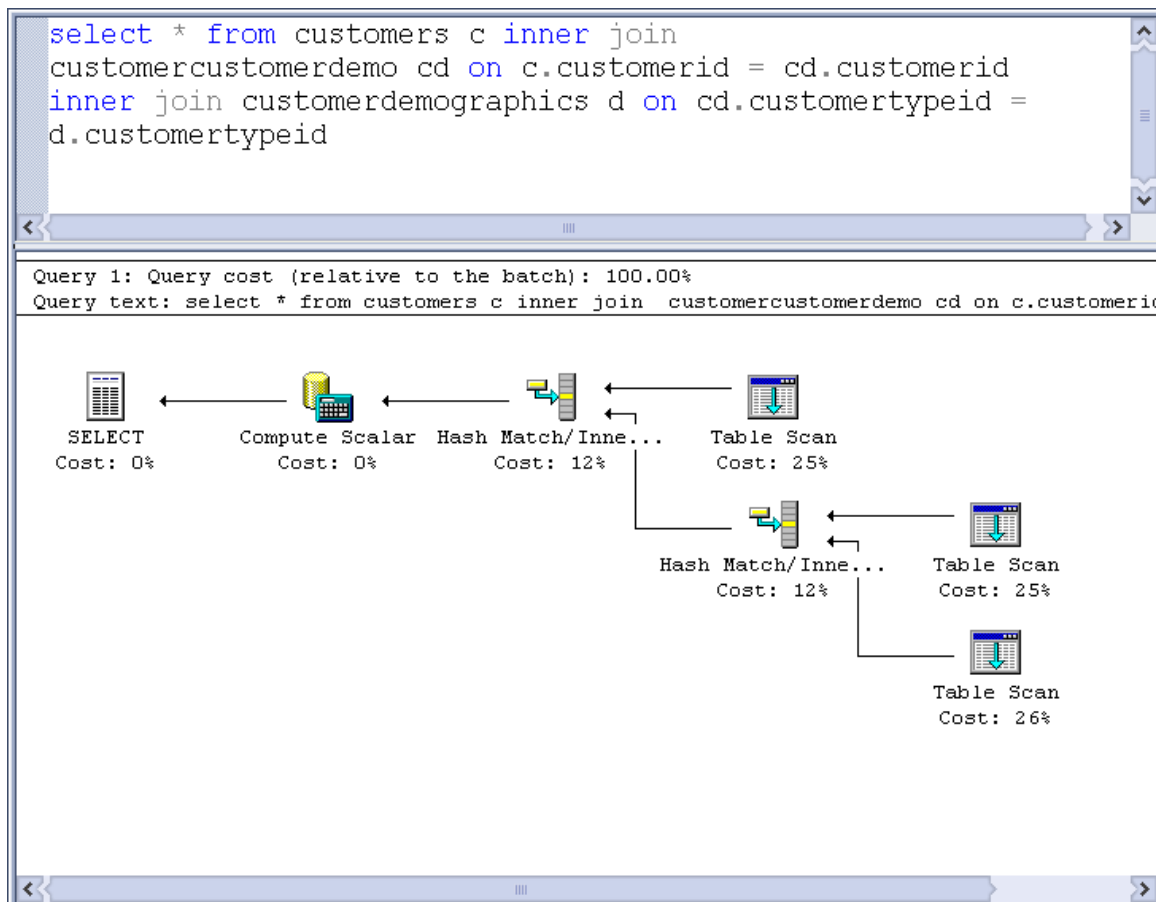 select * from customers c inner join
customercustomerdemo cd on c.customerid = cd.customerid
inner join customerdemographics d on cd.customertypeid =
d.customertypeid
Query 1: Query cost (relative to the batch): 100.00%
Query text: select * from customers c inner join  customercustomerdemo cd on c.customerid
SELECT
Cost: 0%
Compute Scalar
Cost: 0%
Hash Match/Inne...
Cost: 12%
Table Scan
Cost: 25%
Hash Match/Inne...
Cost: 12%
Table Scan
Cost: 25%
Table Scan
Cost: 26%